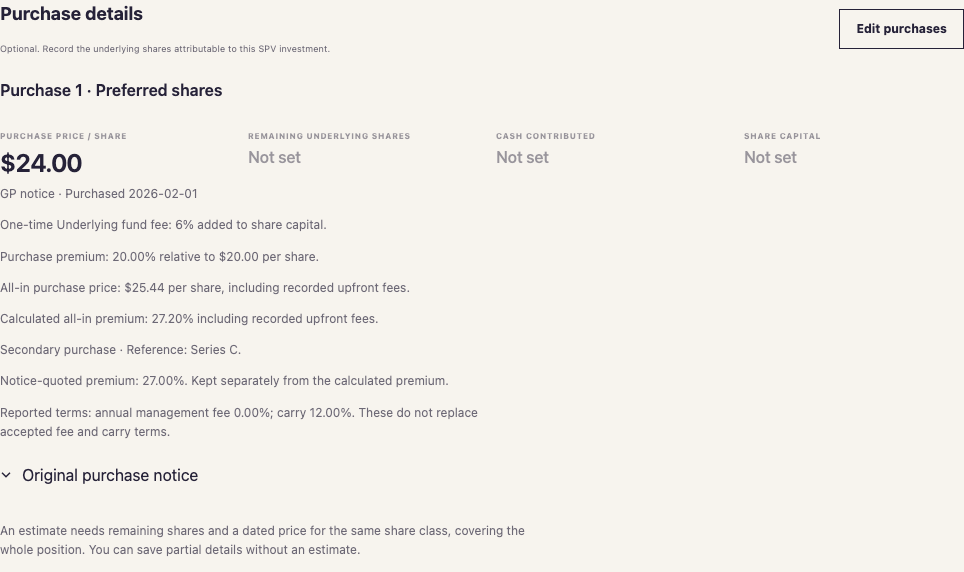 Purchase details
Edit purchases
Optional. Record the underlying shares attributable to this SPV investment.
Purchase 1 · Preferred shares
PURCHASE PRICE / SHARE
$24.00
REMAINING UNDERLYING SHARES
Not set
CASH CONTRIBUTED
Not set
SHARE CAPITAL
Not set
GP notice · Purchased 2026-02-01
One-time Underlying fund fee: 6% added to share capital.
Purchase premium: 20.00% relative to $20.00 per share.
All-in purchase price: $25.44 per share, including recorded upfront fees.
Calculated all-in premium: 27.20% including recorded upfront fees.
Secondary purchase · Reference: Series C.
Notice-quoted premium: 27.00%. Kept separately from the calculated premium.
Reported terms: annual management fee 0.00%; carry 12.00%. These do not replace
accepted fee and carry terms.
Original purchase notice
An estimate needs remaining shares and a dated price for the same share class, covering the
whole position. You can save partial details without an estimate.